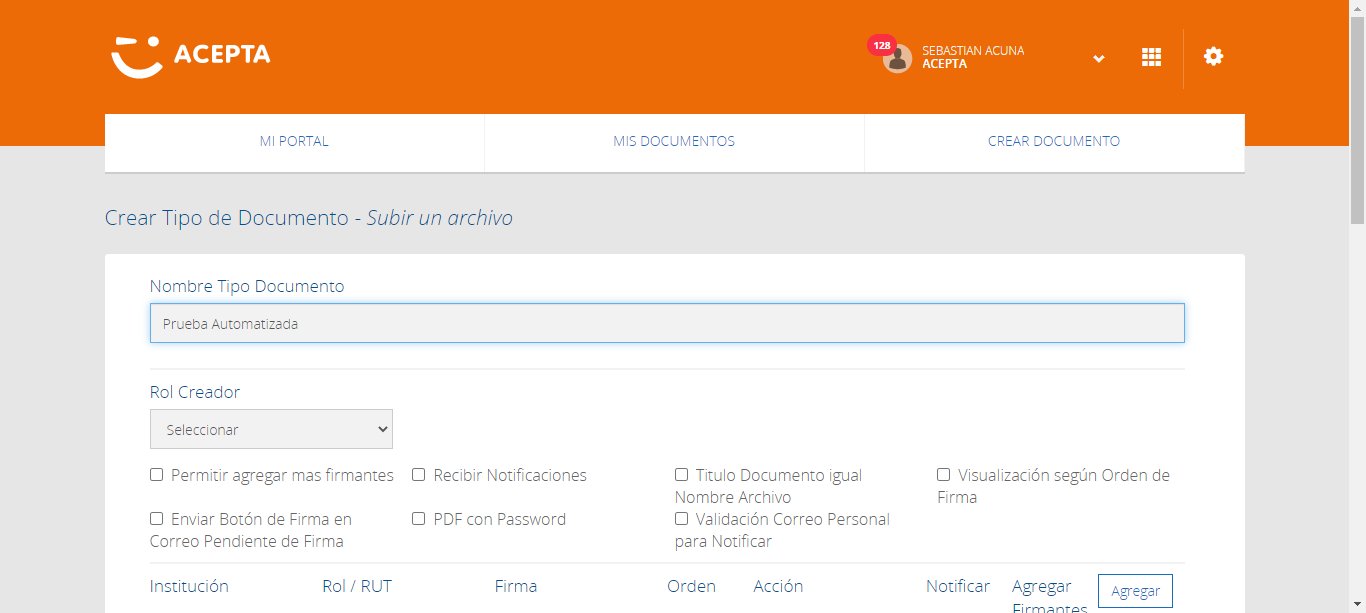 ACEPTA
128
SEBASTIAN ACUNA
ACEPTA
MI PORTAL
MIS DOCUMENTOS
CREAR DOCUMENTO
Crear Tipo de Documento - Subir un archivo
Nombre Tipo Documento
Prueba Automatizada
Rol Creador
Seleccionar
Permitir agregar mas firmantes
Recibir Notificaciones
Titulo Documento igual
Nombre Archivo
Visualización según Orden de
Firma
Enviar Botón de Firma en
Correo Pendiente de Firma
PDF con Password
Validación Correo Personal
para Notificar
Institución
Rol / RUT
Firma
Orden
Acción
Notificar
Agregar
Firmantes
Agregar